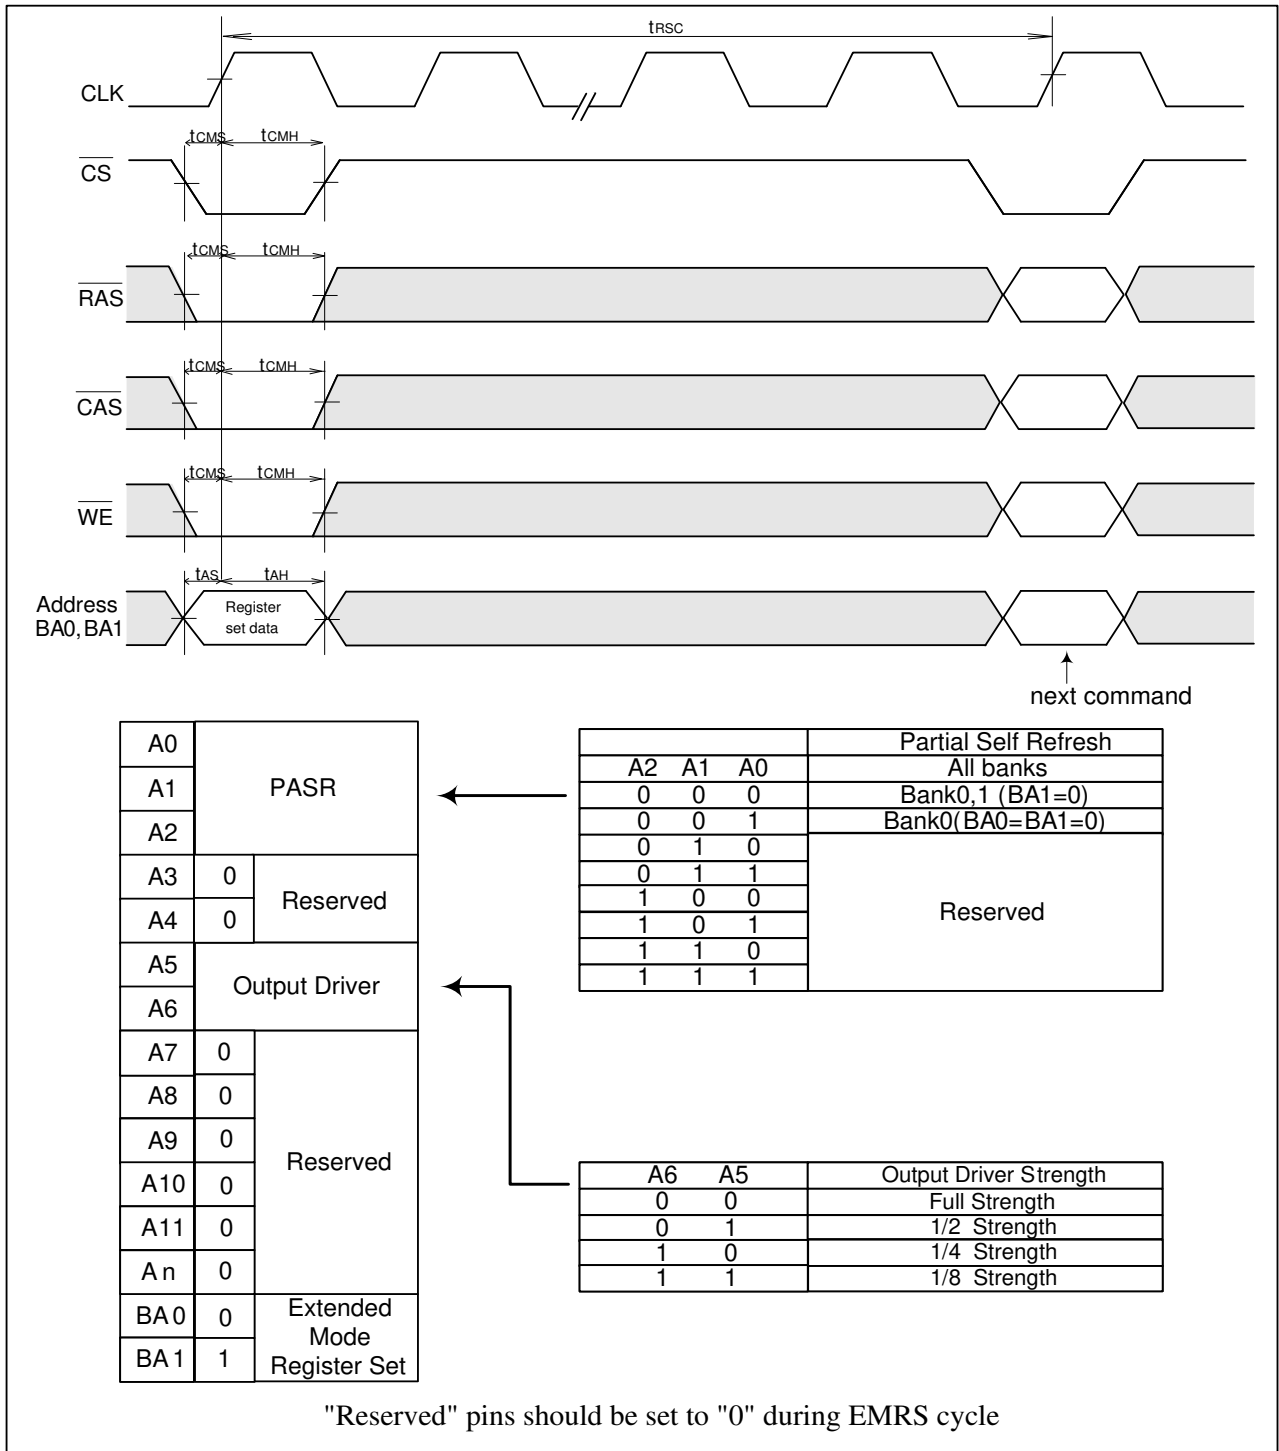 tRSC
CLK
tCMS tCMH
CS
tCMS tCMH
RAS
tCMS tCMH
CAS
tCMS tCMH
WE
tAS tAH
Address
BA0, BA1
Register
set data
next command
A0
A1 PASR
A2
A3 0
A4 0
Reserved
A5
A6
Output Driver
A7 0
A8 0
A9 0
A10 0
A11 0
An 0
Reserved
BA0 0
BA1 1
Extended
Mode
Register Set
Partial Self Refresh
A2 A1 A0 All banks
0 0 0 Bank0,1 (BA1=0)
0 0 1 Bank0(BA0=BA1=0)
0 1 0
0 1 1
1 0 0
1 0 1
1 1 0
1 1 1
Reserved
A6 A5 Output Driver Strength
0 0 Full Strength
0 1 1/2 Strength
1 0 1/4 Strength
1 1 1/8 Strength
"Reserved" pins should be set to "0" during EMRS cycle